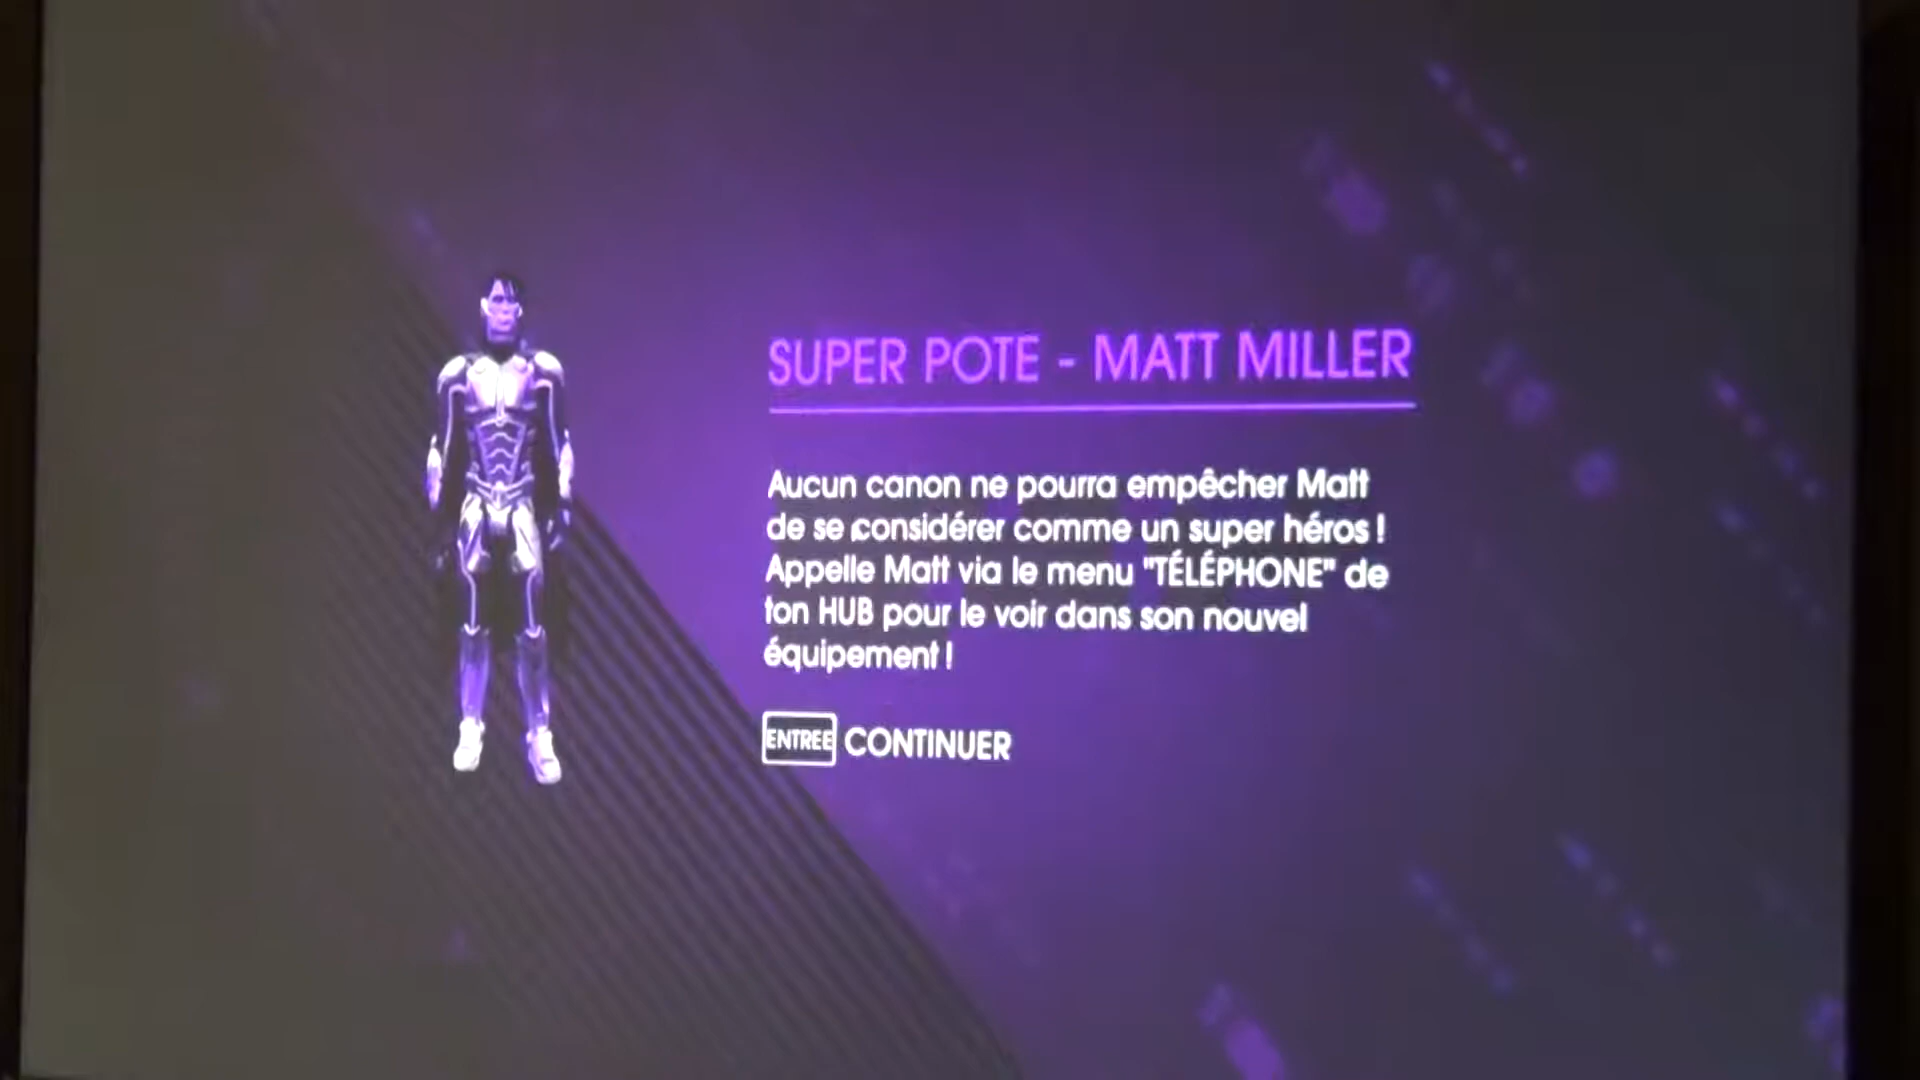 SUPER POTE - MATT MILLER
Aucun canon ne pourra empêcher Matt
de se considérer comme un super héros !
Appelle Matt via le menu "TÉLÉPHONE" de
ton HUB pour le voir dans son nouvel
équipement !
ENTREE CONTINUER